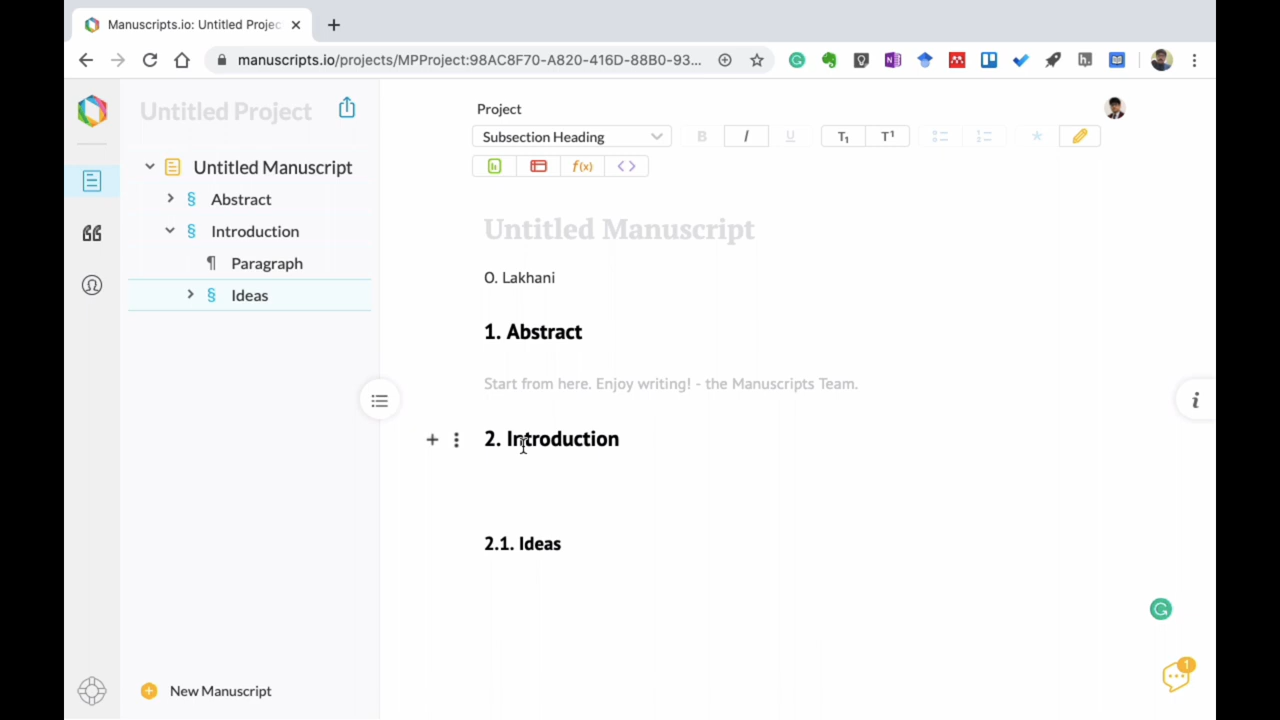 Manuscripts.io: Untitled Projec
manuscripts.io/projects/MPProject:98AC8F70-A820-416D-88B0-93...
Untitled Project
Untitled Manuscript
§ Abstract
§ Introduction
¶ Paragraph
§ Ideas
New Manuscript
Project
Subsection Heading
B I U T₁ T¹
f(x) <>
Untitled Manuscript
O. Lakhani
1. Abstract
Start from here. Enjoy writing! - the Manuscripts Team.
2. Introduction
2.1. Ideas
i
1